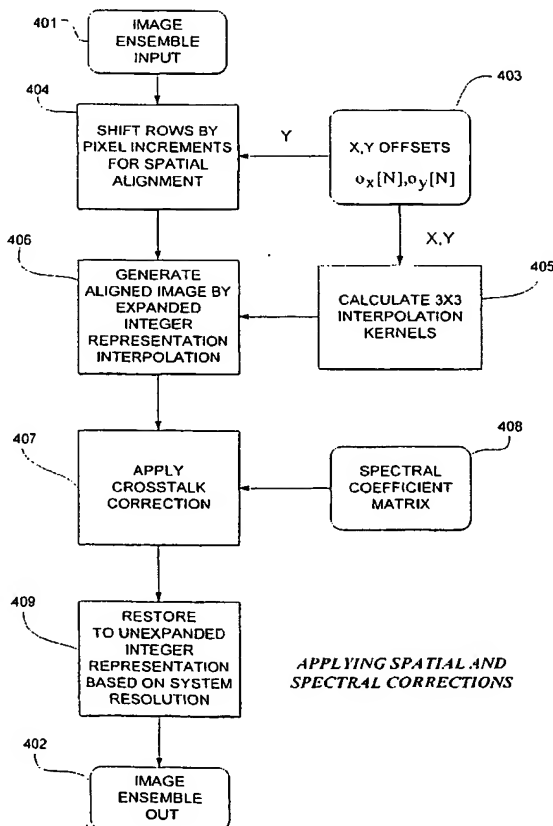 401
IMAGE
ENSEMBLE
INPUT
404
SHIFT ROWS BY
PIXEL INCREMENTS
FOR SPATIAL
ALIGNMENT
Y
403
X,Y OFFSETS
o_x[N],o_y[N]
X,Y
406
GENERATE
ALIGNED IMAGE BY
EXPANDED
INTEGER
REPRESENTATION
INTERPOLATION
405
CALCULATE 3X3
INTERPOLATION
KERNELS
407
APPLY
CROSSTALK
CORRECTION
408
SPECTRAL
COEFFICIENT
MATRIX
409
RESTORE
TO UNEXPANDED
INTEGER
REPRESENTATION
BASED ON SYSTEM
RESOLUTION
APPLYING SPATIAL AND
SPECTRAL CORRECTIONS
402
IMAGE
ENSEMBLE
OUT